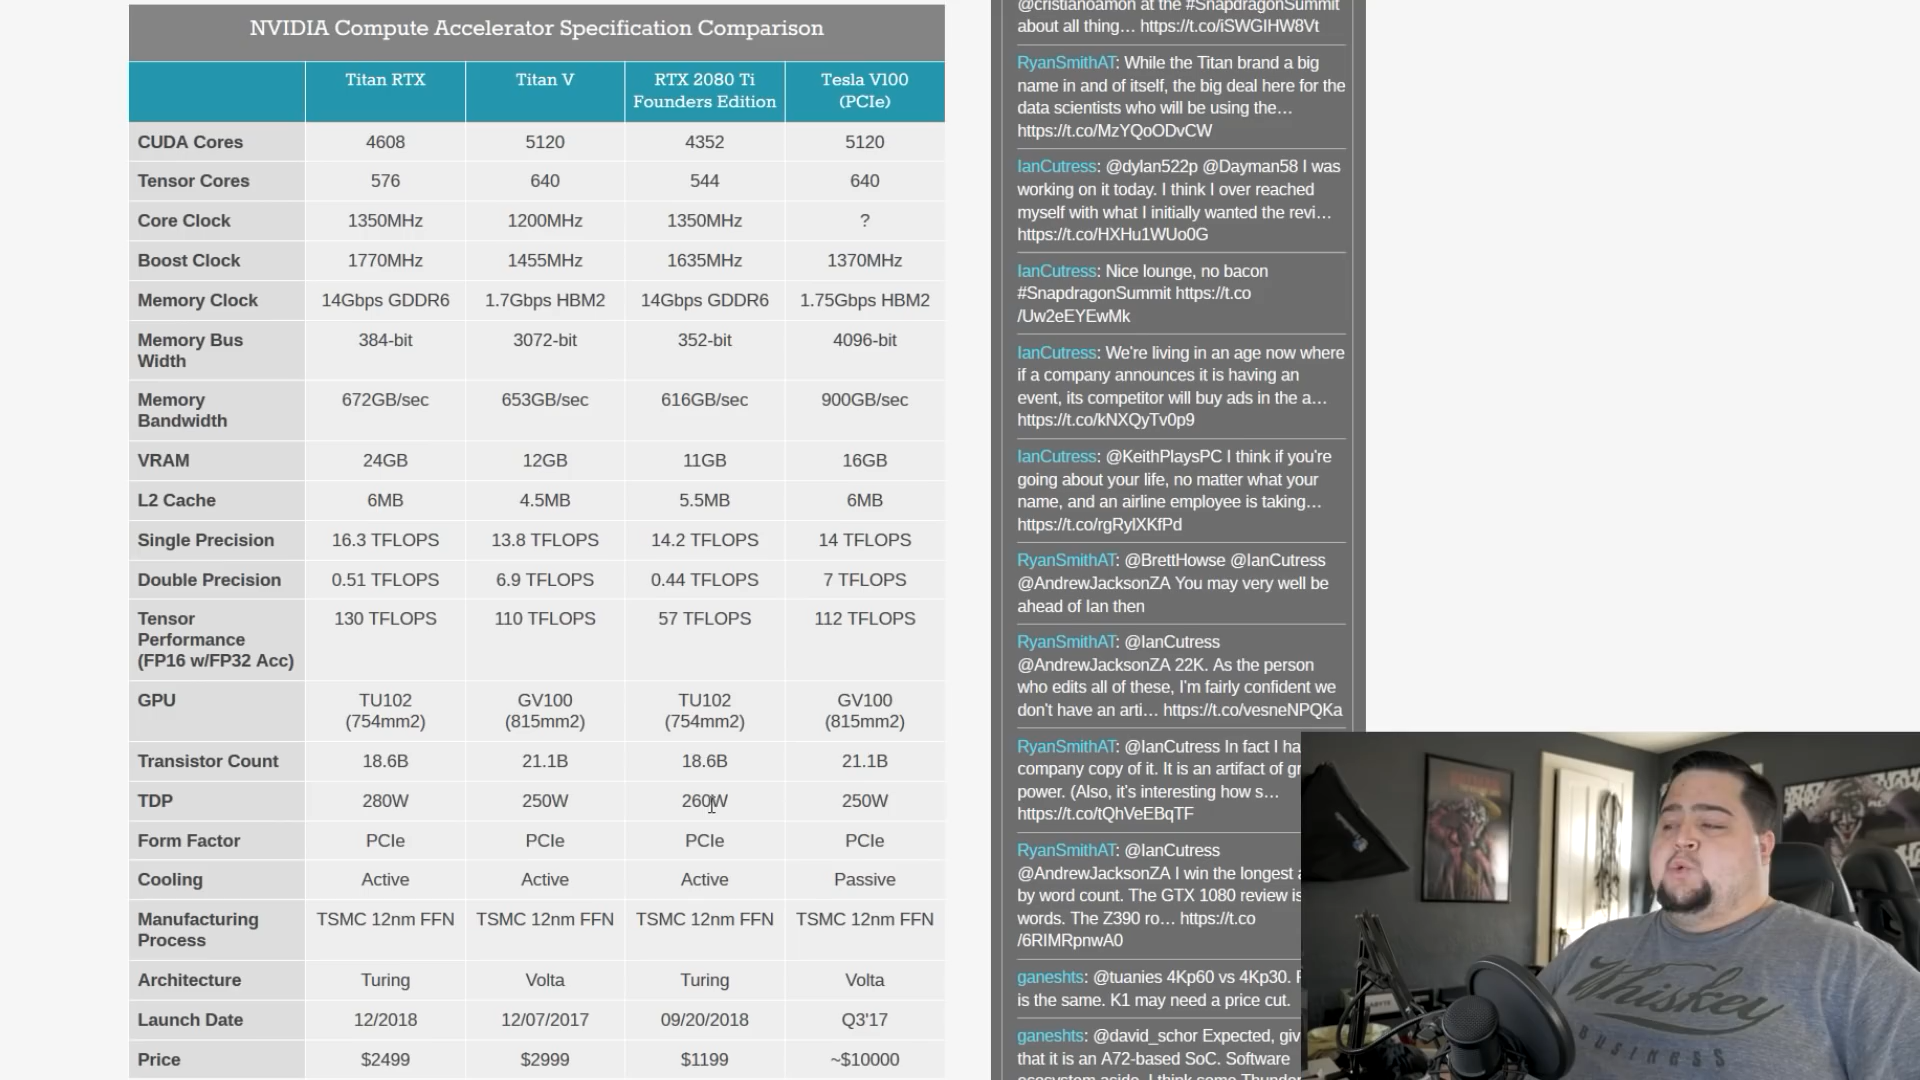 NVIDIA Compute Accelerator Specification Comparison
Titan RTX Titan V RTX 2080 Ti Founders Edition Tesla V100 (PCIe)
CUDA Cores 4608 5120 4352 5120
Tensor Cores 576 640 544 640
Core Clock 1350MHz 1200MHz 1350MHz ?
Boost Clock 1770MHz 1455MHz 1635MHz 1370MHz
Memory Clock 14Gbps GDDR6 1.7Gbps HBM2 14Gbps GDDR6 1.75Gbps HBM2
Memory Bus Width 384-bit 3072-bit 352-bit 4096-bit
Memory Bandwidth 672GB/sec 653GB/sec 616GB/sec 900GB/sec
VRAM 24GB 12GB 11GB 16GB
L2 Cache 6MB 4.5MB 5.5MB 6MB
Single Precision 16.3 TFLOPS 13.8 TFLOPS 14.2 TFLOPS 14 TFLOPS
Double Precision 0.51 TFLOPS 6.9 TFLOPS 0.44 TFLOPS 7 TFLOPS
Tensor Performance (FP16 w/FP32 Acc) 130 TFLOPS 110 TFLOPS 57 TFLOPS 112 TFLOPS
GPU TU102 (754mm2) GV100 (815mm2) TU102 (754mm2) GV100 (815mm2)
Transistor Count 18.6B 21.1B 18.6B 21.1B
TDP 280W 250W 260W 250W
Form Factor PCIe PCIe PCIe PCIe
Cooling Active Active Active Passive
Manufacturing Process TSMC 12nm FFN TSMC 12nm FFN TSMC 12nm FFN TSMC 12nm FFN
Architecture Turing Volta Turing Volta
Launch Date 12/2018 12/07/2017 09/20/2018 Q3'17
Price $2499 $2999 $1199 ~$10000
@cristianoamon at the #SnapdragonSummit
about all thing… https://t.co/iSWGIHW8Vt
RyanSmithAT: While the Titan brand a big
name in and of itself, the big deal here for the
data scientists who will be using the…
https://t.co/MzYQoODvCW
IanCutress: @dylan522p @Dayman58 I was
working on it today. I think I over reached
myself with what I initially wanted the revi…
https://t.co/HXHu1WUo0G
IanCutress: Nice lounge, no bacon
#SnapdragonSummit https://t.co
/Uw2eEYEwMk
IanCutress: We're living in an age now where
if a company announces it is having an
event, its competitor will buy ads in the a…
https://t.co/kNXQyTv0p9
IanCutress: @KeithPlaysPC I think if you're
going about your life, no matter what your
name, and an airline employee is taking…
https://t.co/rgRylXKfPd
RyanSmithAT: @BrettHowse @IanCutress
@AndrewJacksonZA You may very well be
ahead of Ian then
RyanSmithAT: @IanCutress
@AndrewJacksonZA 22K. As the person
who edits all of these, I'm fairly confident we
don't have an arti… https://t.co/vesneNPQKa
RyanSmithAT: @IanCutress In fact I ha
company copy of it. It is an artifact of gr
power. (Also, it's interesting how s…
https://t.co/tQhVeEBqTF
RyanSmithAT: @IanCutress
@AndrewJacksonZA I win the longest a
by word count. The GTX 1080 review is
words. The Z390 ro… https://t.co
/6RIMRpnwA0
ganeshts: @tuanies 4Kp60 vs 4Kp30.
is the same. K1 may need a price cut.
ganeshts: @david_schor Expected, giv
that it is an A72-based SoC. Software
ecosystem aside, I think some Thunder
Whiskey
BUSINESS